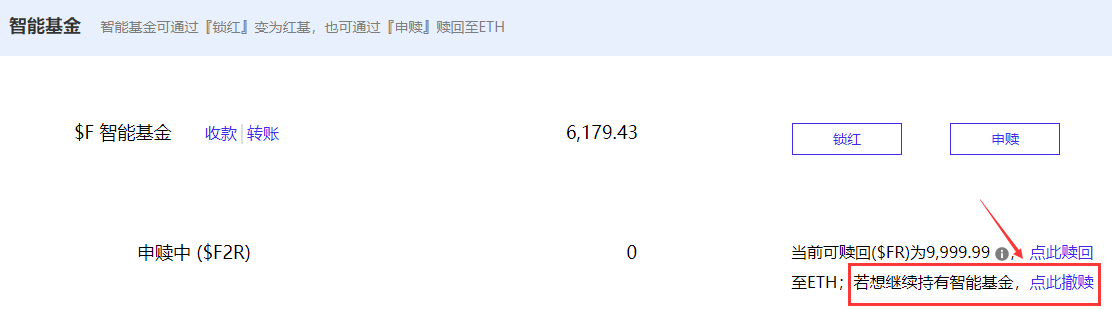 智能基金 智能基金可通过『锁红』变为红基，也可通过『申赎』赎回至ETH
$F 智能基金 收款 | 转账 6,179.43 锁红 申赎
申赎中 ($F2R) 0 当前可赎回($FR)为9,999.99 ，点此赎回
至ETH；若想继续持有智能基金，点此撤赎